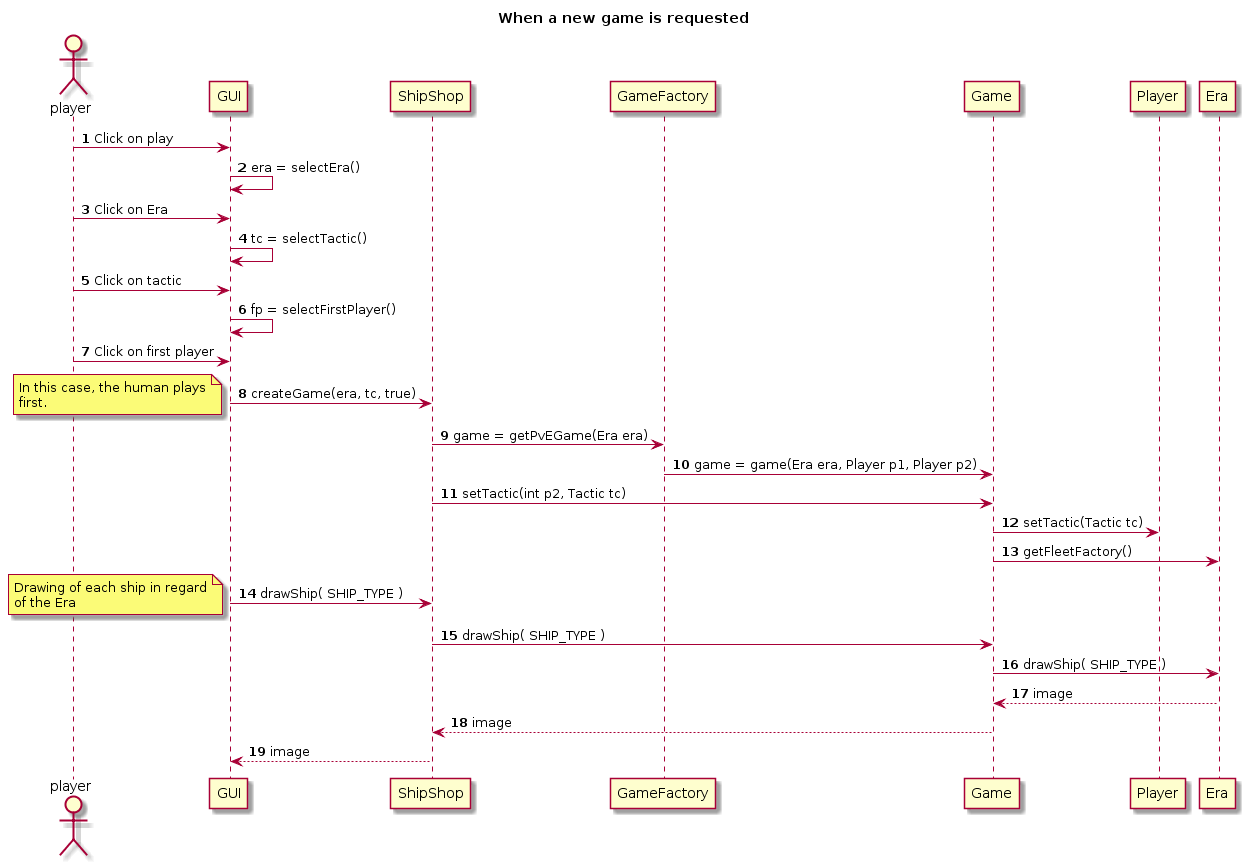 When a new game is requested
player
GUI
ShipShop
GameFactory
Game
Player
Era
1 Click on play
2 era = selectEra()
3 Click on Era
4 tc = selectTactic()
5 Click on tactic
6 fp = selectFirstPlayer()
7 Click on first player
In this case, the human plays
first.
8 createGame(era, tc, true)
9 game = getPvEGame(Era era)
10 game = game(Era era, Player p1, Player p2)
11 setTactic(int p2, Tactic tc)
12 setTactic(Tactic tc)
13 getFleetFactory()
Drawing of each ship in regard
of the Era
14 drawShip( SHIP_TYPE )
15 drawShip( SHIP_TYPE )
16 drawShip( SHIP_TYPE )
17 image
18 image
19 image
player
GUI
ShipShop
GameFactory
Game
Player
Era